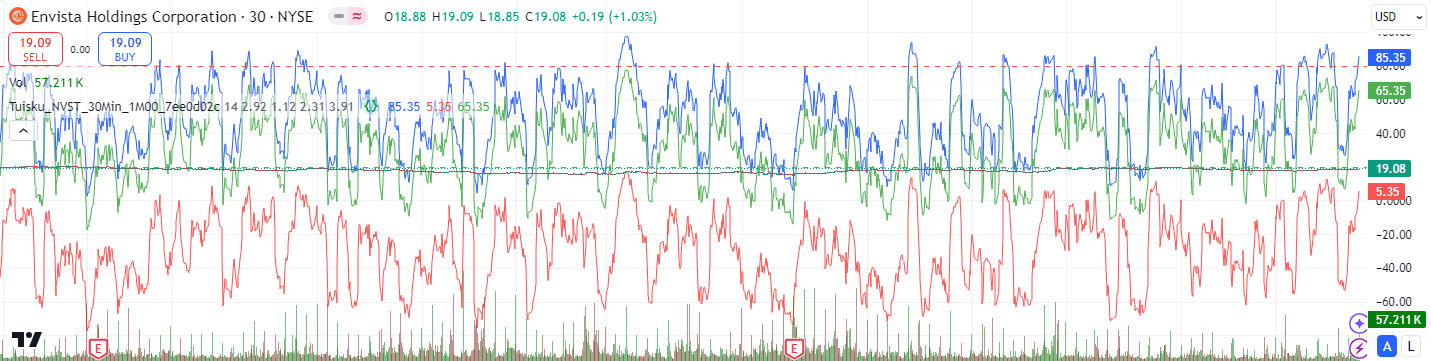 Envista Holdings Corporation · 30 · NYSE O18.88 H19.09 L18.85 C19.08 +0.19 (+1.03%)
USD
19.09 0.00 19.09
SELL BUY
Vol 57.211 K
14 2.92 1.12 2.31 3.91 85.35 5.35 65.35
85.35
65.35
60.00
40.00
19.08
5.35
0.0000
−20.00
−40.00
−60.00
57.211 K
E E
A L